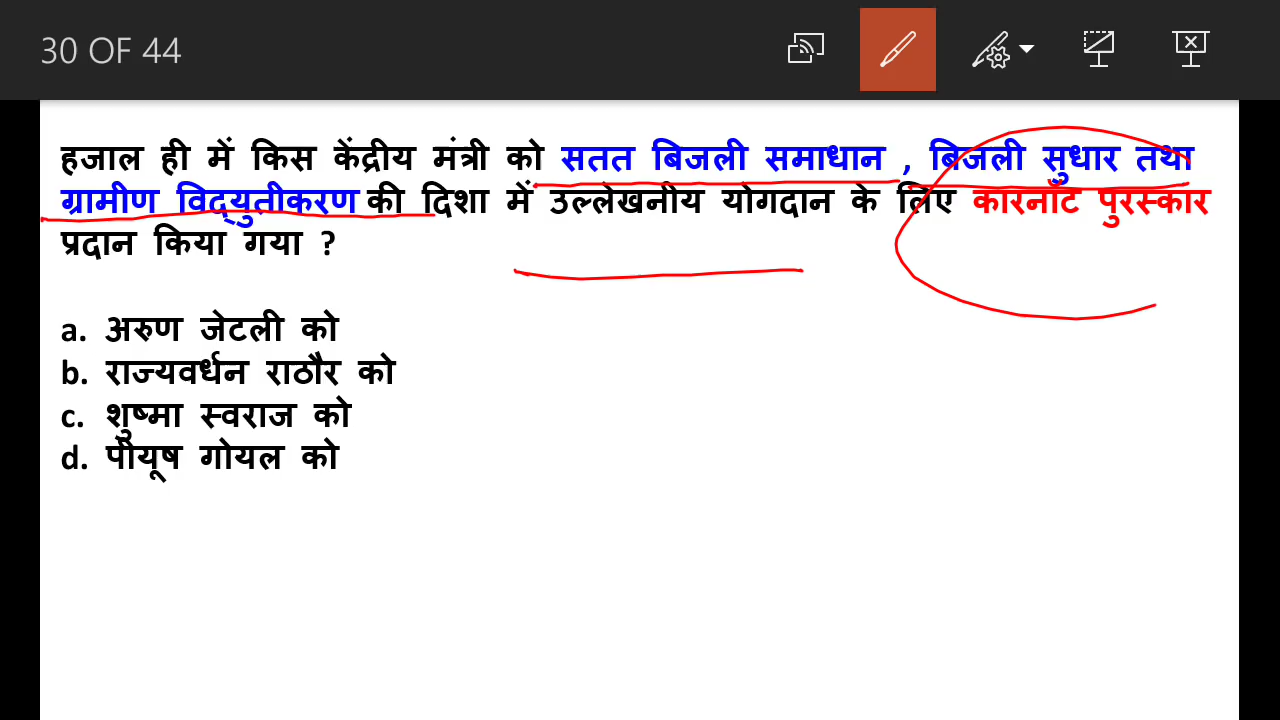 30 OF 44
हजाल ही में किस केंद्रीय मंत्री को सतत बिजली समाधान , बिजली सुधार तथा
ग्रामीण विद्युतीकरण की दिशा में उल्लेखनीय योगदान के लिए कारनॉट पुरस्कार
प्रदान किया गया ?
a. अरुण जेटली को
b. राज्यवर्धन राठौर को
c. शुष्मा स्वराज को
d. पीयूष गोयल को